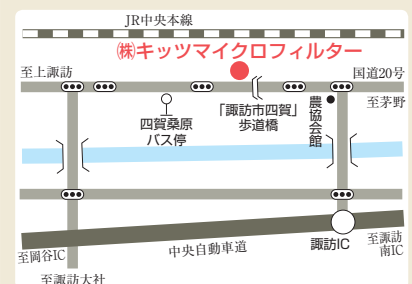 JR中央本線
㈱キッツマイクロフィルター
至上諏訪
国道20号
至茅野
四賀桑原
バス停
「諏訪市四賀」
歩道橋
農協会館
至岡谷IC
中央自動車道
諏訪IC
至諏訪
南IC
至諏訪大社